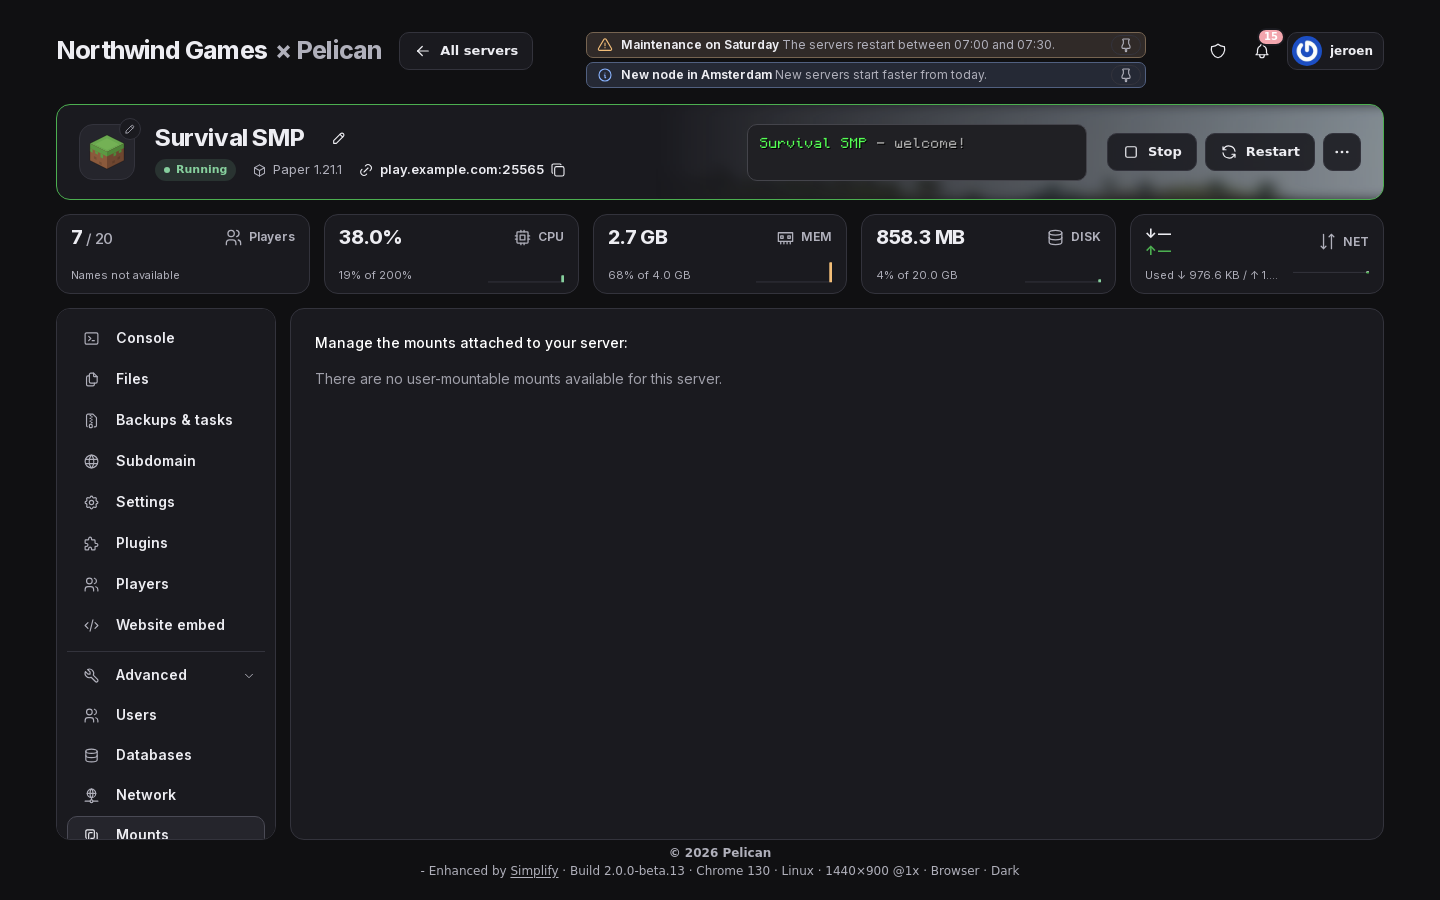 Northwind Games × Pelican
All servers
Maintenance on Saturday The servers restart between 07:00 and 07:30.
New node in Amsterdam New servers start faster from today.
15
jeroen
Survival SMP
Running
Paper 1.21.1
play.example.com:25565
Survival SMP - welcome!
Stop
Restart
7 / 20
Players
Names not available
38.0%
CPU
19% of 200%
2.7 GB
MEM
68% of 4.0 GB
858.3 MB
DISK
4% of 20.0 GB
↓—
↑—
NET
Used ↓ 976.6 KB / ↑ 1....
Console
Files
Backups & tasks
Subdomain
Settings
Plugins
Players
Website embed
Advanced
Users
Databases
Network
Mounts
Manage the mounts attached to your server:
There are no user-mountable mounts available for this server.
© 2026 Pelican
- Enhanced by Simplify · Build 2.0.0-beta.13 · Chrome 130 · Linux · 1440×900 @1x · Browser · Dark